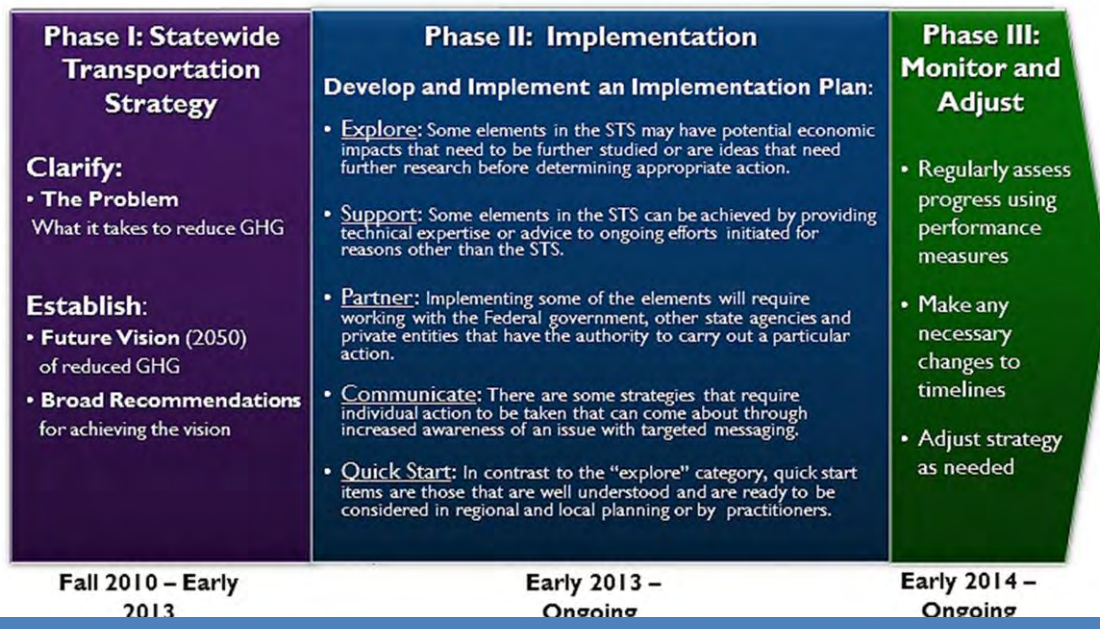 Phase I: Statewide
Transportation
Strategy
Clarify:
• The Problem
What it takes to reduce GHG
Establish:
• Future Vision (2050)
of reduced GHG
• Broad Recommendations
for achieving the vision
Fall 2010 – Early
2013
Phase II: Implementation
Develop and Implement an Implementation Plan:
• Explore: Some elements in the STS may have potential economic
impacts that need to be further studied or are ideas that need
further research before determining appropriate action.
• Support: Some elements in the STS can be achieved by providing
technical expertise or advice to ongoing efforts initiated for
reasons other than the STS.
• Partner: Implementing some of the elements will require
working with the Federal government, other state agencies and
private entities that have the authority to carry out a particular
action.
• Communicate: There are some strategies that require
individual action to be taken that can come about through
increased awareness of an issue with targeted messaging.
• Quick Start: In contrast to the “explore” category, quick start
items are those that are well understood and are ready to be
considered in regional and local planning or by practitioners.
Early 2013 –
Ongoing
Phase III:
Monitor and
Adjust
• Regularly assess
progress using
performance
measures
• Make any
necessary
changes to
timelines
• Adjust strategy
as needed
Early 2014 –
Ongoing